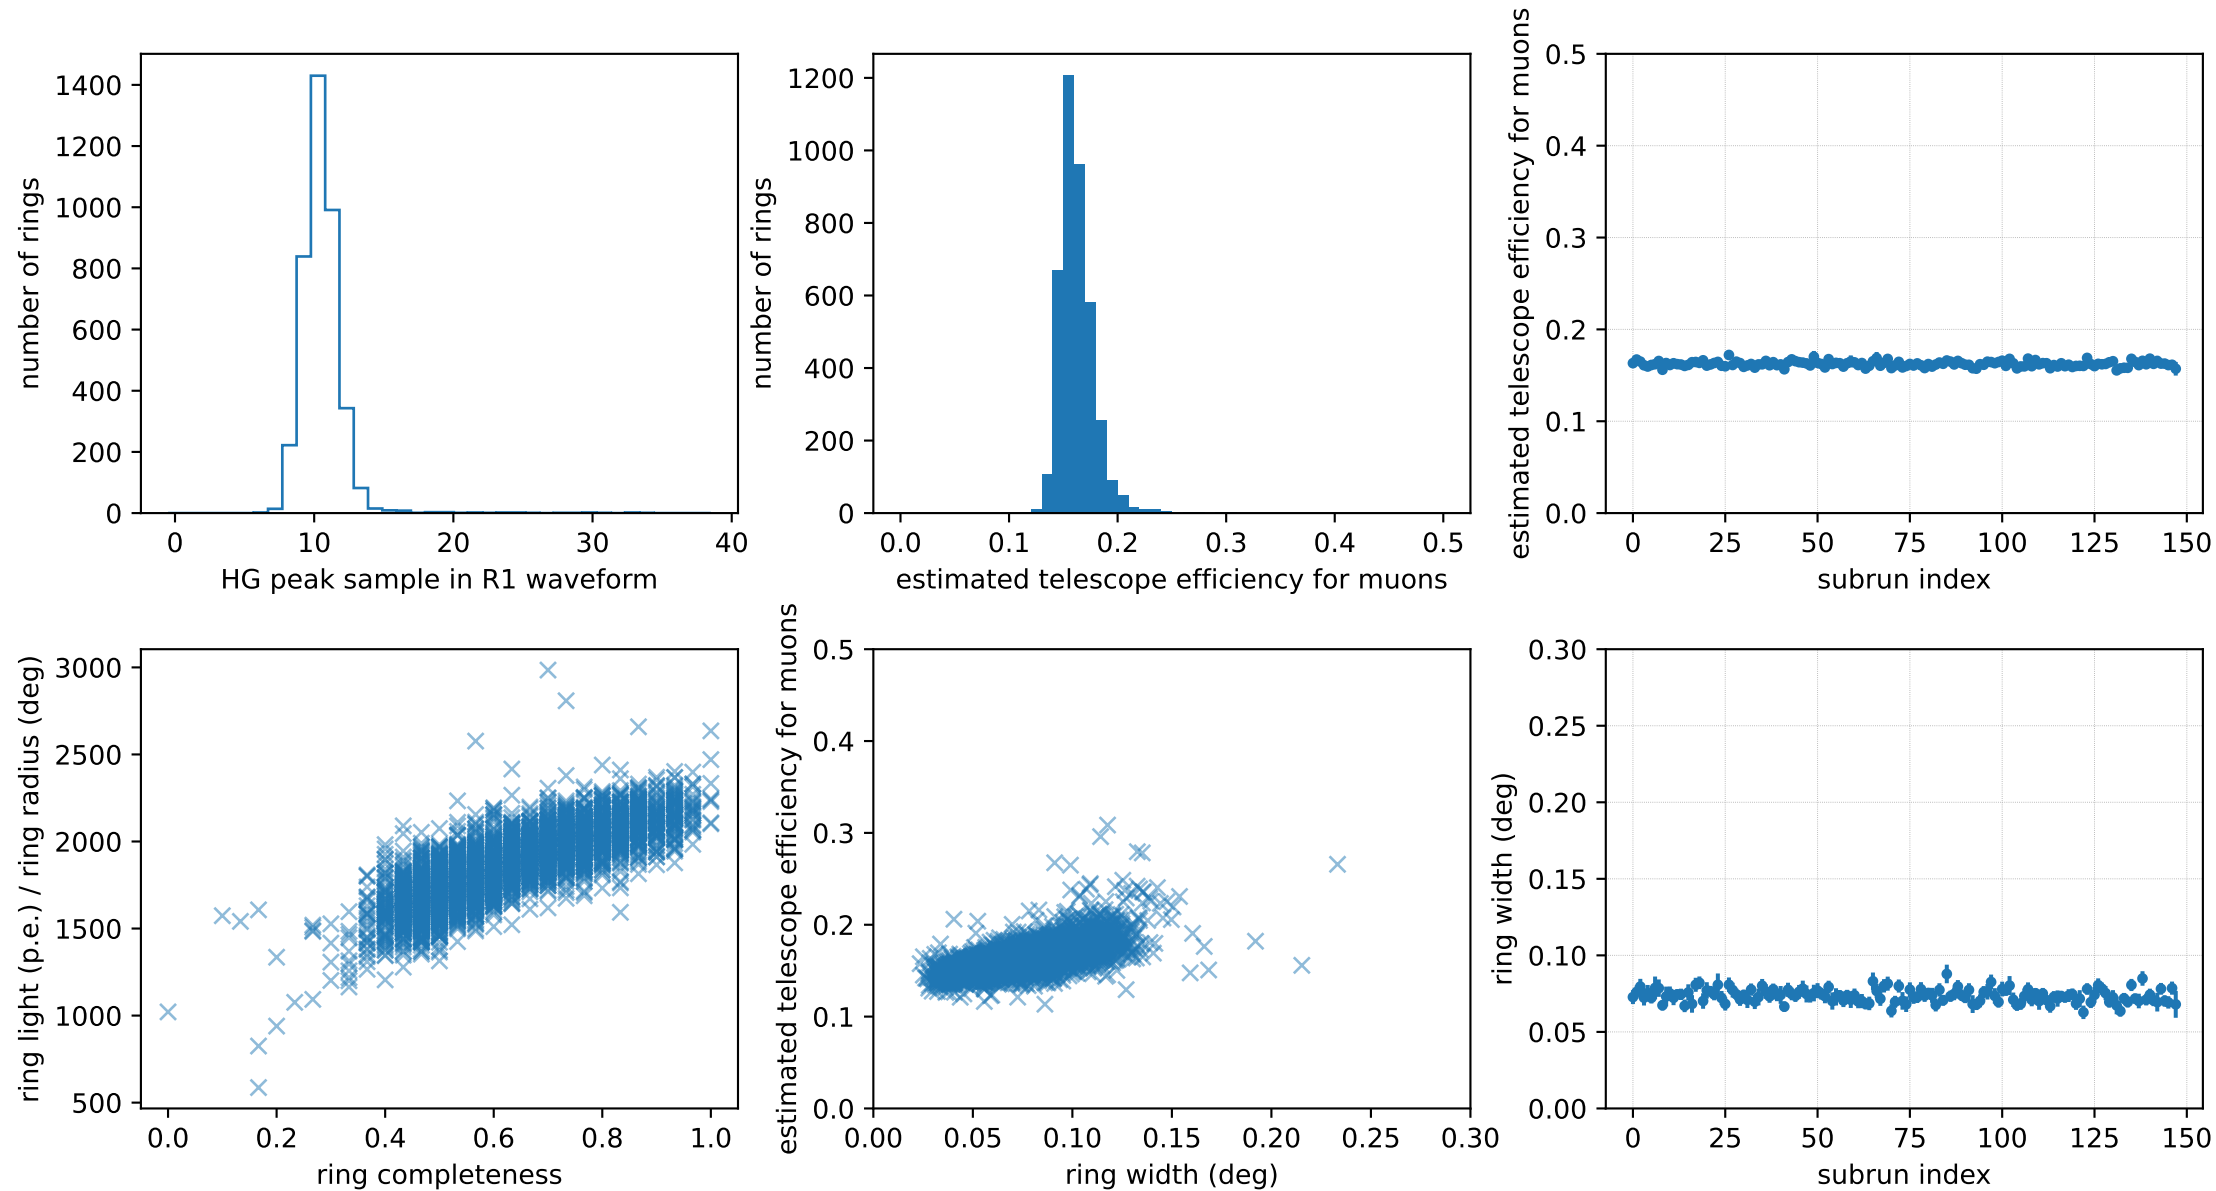 1400
1200
1000
800
600
400
200
0
number of rings
0 10 20 30 40
HG peak sample in R1 waveform
1200
1000
800
600
400
200
0
number of rings
0.0 0.1 0.2 0.3 0.4 0.5
estimated telescope efficiency for muons
0.5
0.4
0.3
0.2
0.1
0.0
estimated telescope efficiency for muons
0 25 50 75 100 125 150
subrun index
3000
2500
2000
1500
1000
500
ring light (p.e.) / ring radius (deg)
0.0 0.2 0.4 0.6 0.8 1.0
ring completeness
0.5
0.4
0.3
0.2
0.1
0.0
estimated telescope efficiency for muons
0.00 0.05 0.10 0.15 0.20 0.25 0.30
ring width (deg)
0.30
0.25
0.20
0.15
0.10
0.05
0.00
ring width (deg)
0 25 50 75 100 125 150
subrun index